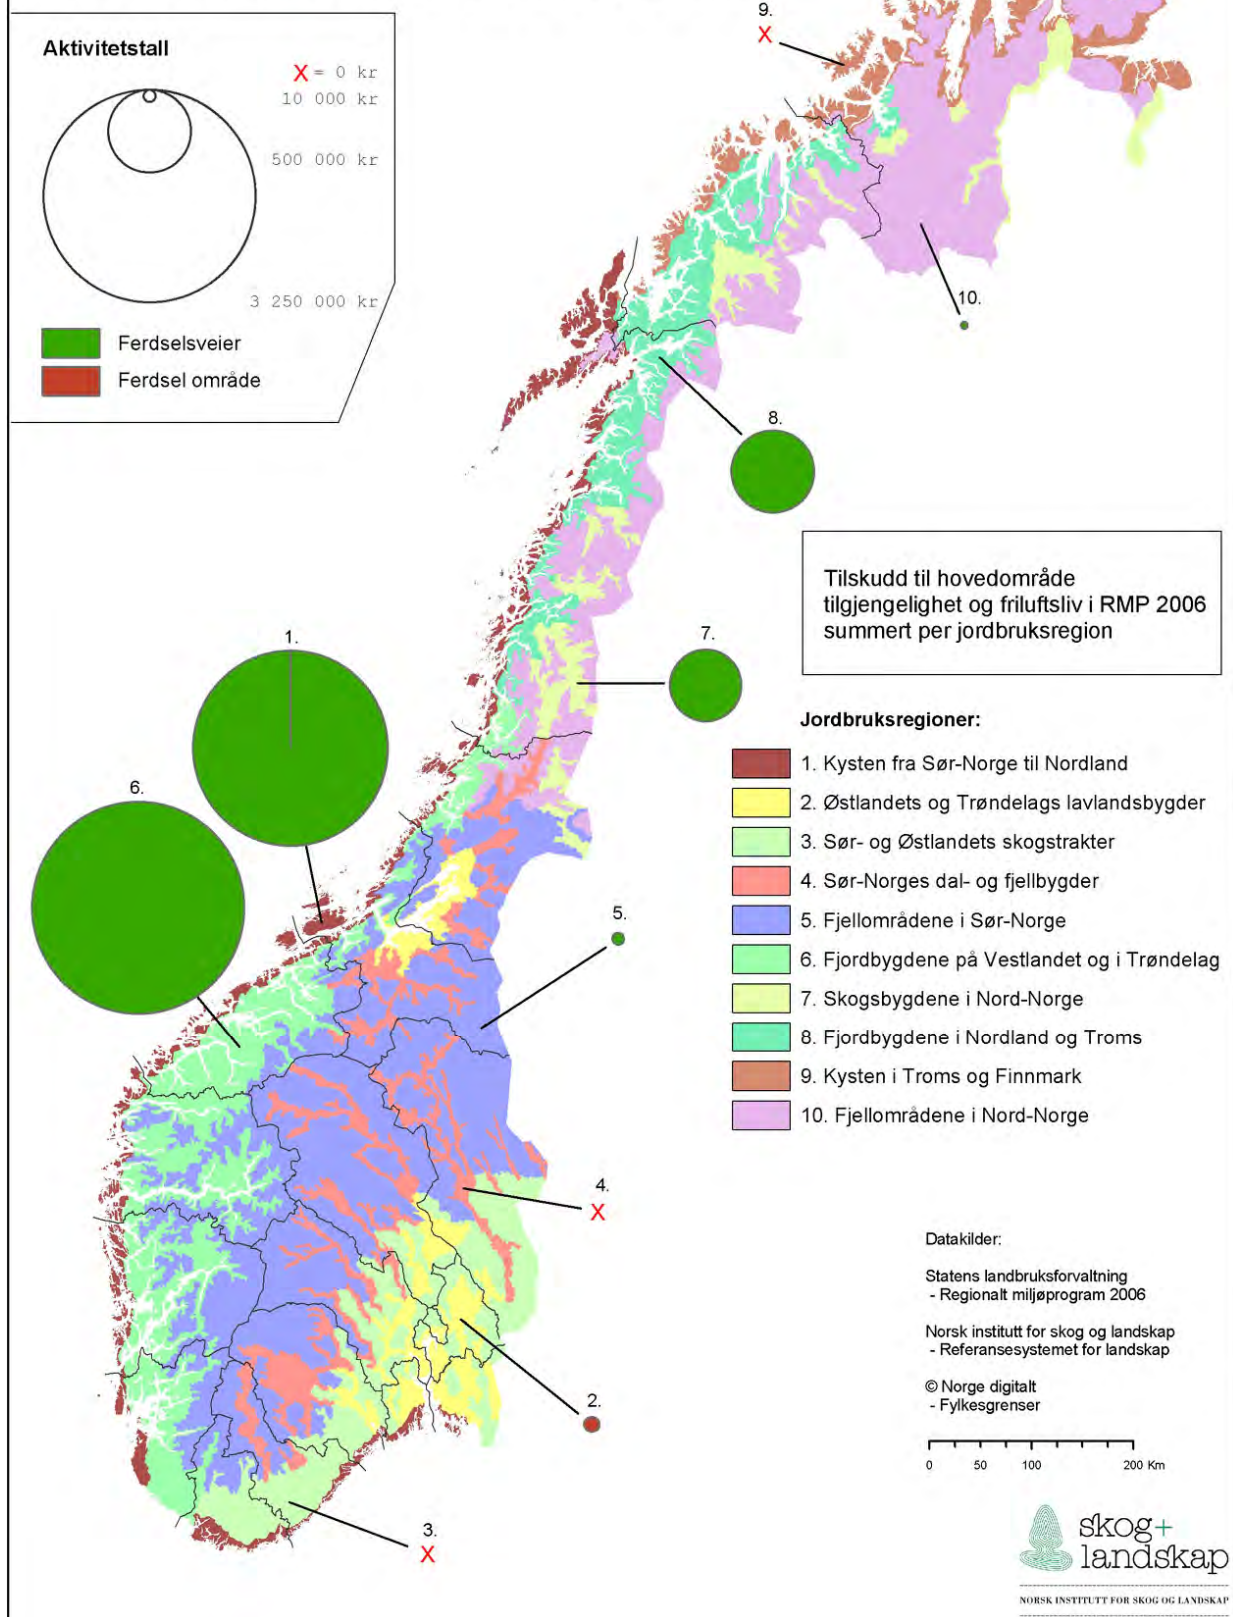 Aktivitetstall
X = 0 kr
10 000 kr
500 000 kr
3 250 000 kr
Ferdselsveier
Ferdsel område
9.
X
10.
8.
Tilskudd til hovedområde
tilgjengelighet og friluftsliv i RMP 2006
summert per jordbruksregion
7.
1.
6.
5.
Jordbruksregioner:
1. Kysten fra Sør-Norge til Nordland
2. Østlandets og Trøndelags lavlandsbygder
3. Sør- og Østlandets skogstrakter
4. Sør-Norges dal- og fjellbygder
5. Fjellområdene i Sør-Norge
6. Fjordbygdene på Vestlandet og i Trøndelag
7. Skogsbygdene i Nord-Norge
8. Fjordbygdene i Nordland og Troms
9. Kysten i Troms og Finnmark
10. Fjellområdene i Nord-Norge
4.
X
2.
3.
X
Datakilder:
Statens landbruksforvaltning
- Regionalt miljøprogram 2006
Norsk institutt for skog og landskap
- Referansesystemet for landskap
© Norge digitalt
- Fylkesgrenser
0 50 100 200 Km
skog+
landskap
NORSK INSTITUTT FOR SKOG OG LANDSKAP